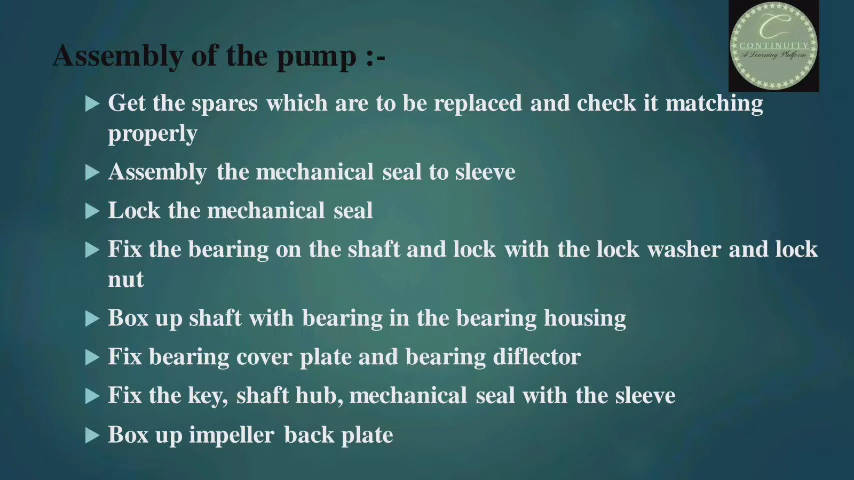 Assembly of the pump :-
C
CONTINUITY
A Learning Platform
Get the spares which are to be replaced and check it matching
properly
Assembly the mechanical seal to sleeve
Lock the mechanical seal
Fix the bearing on the shaft and lock with the lock washer and lock
nut
Box up shaft with bearing in the bearing housing
Fix bearing cover plate and bearing diflector
Fix the key, shaft hub, mechanical seal with the sleeve
Box up impeller back plate